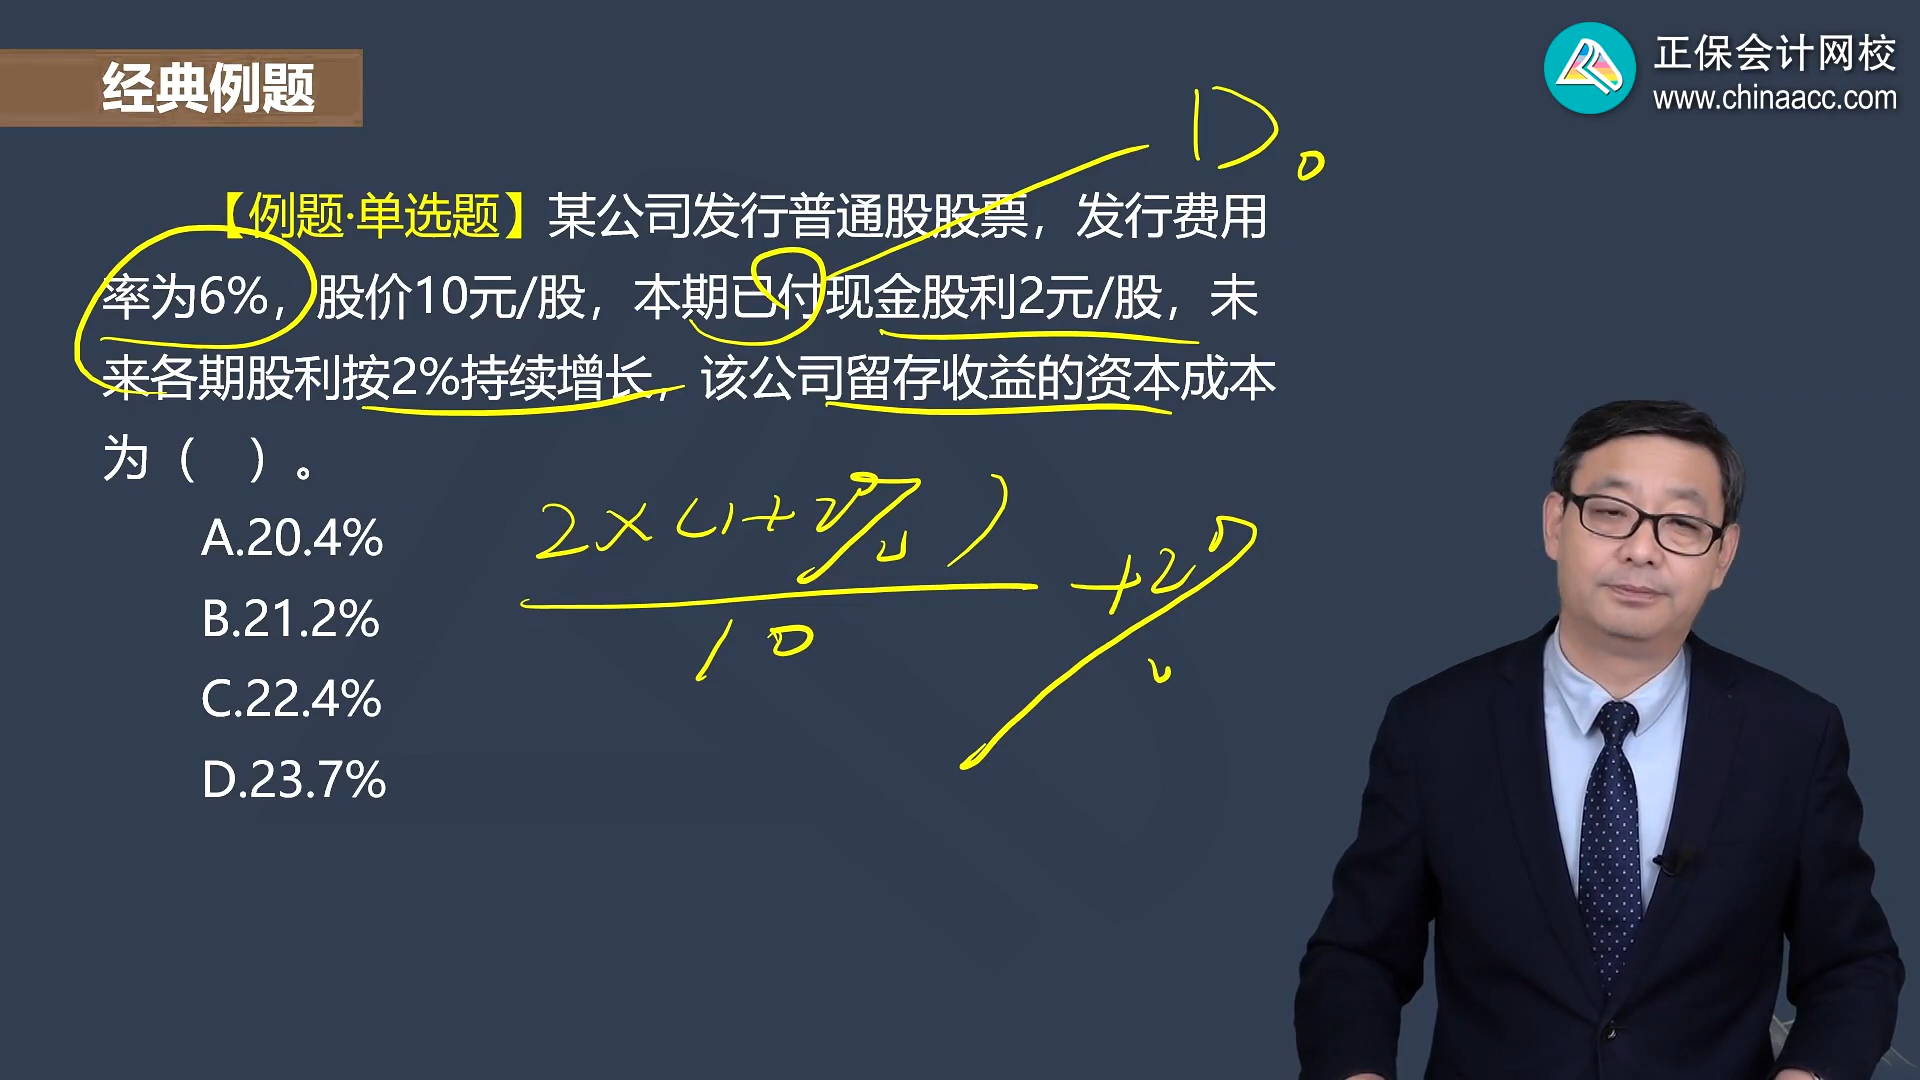 经典例题
正保会计网校
www.chinaacc.com
D₀
【例题·单选题】某公司发行普通股股票，发行费用
率为6%，股价10元/股，本期已付现金股利2元/股，未
来各期股利按2%持续增长，该公司留存收益的资本成本
为（ ）。
A.20.4%
B.21.2%
C.22.4%
D.23.7%
2×(1+2%)
10
+2%